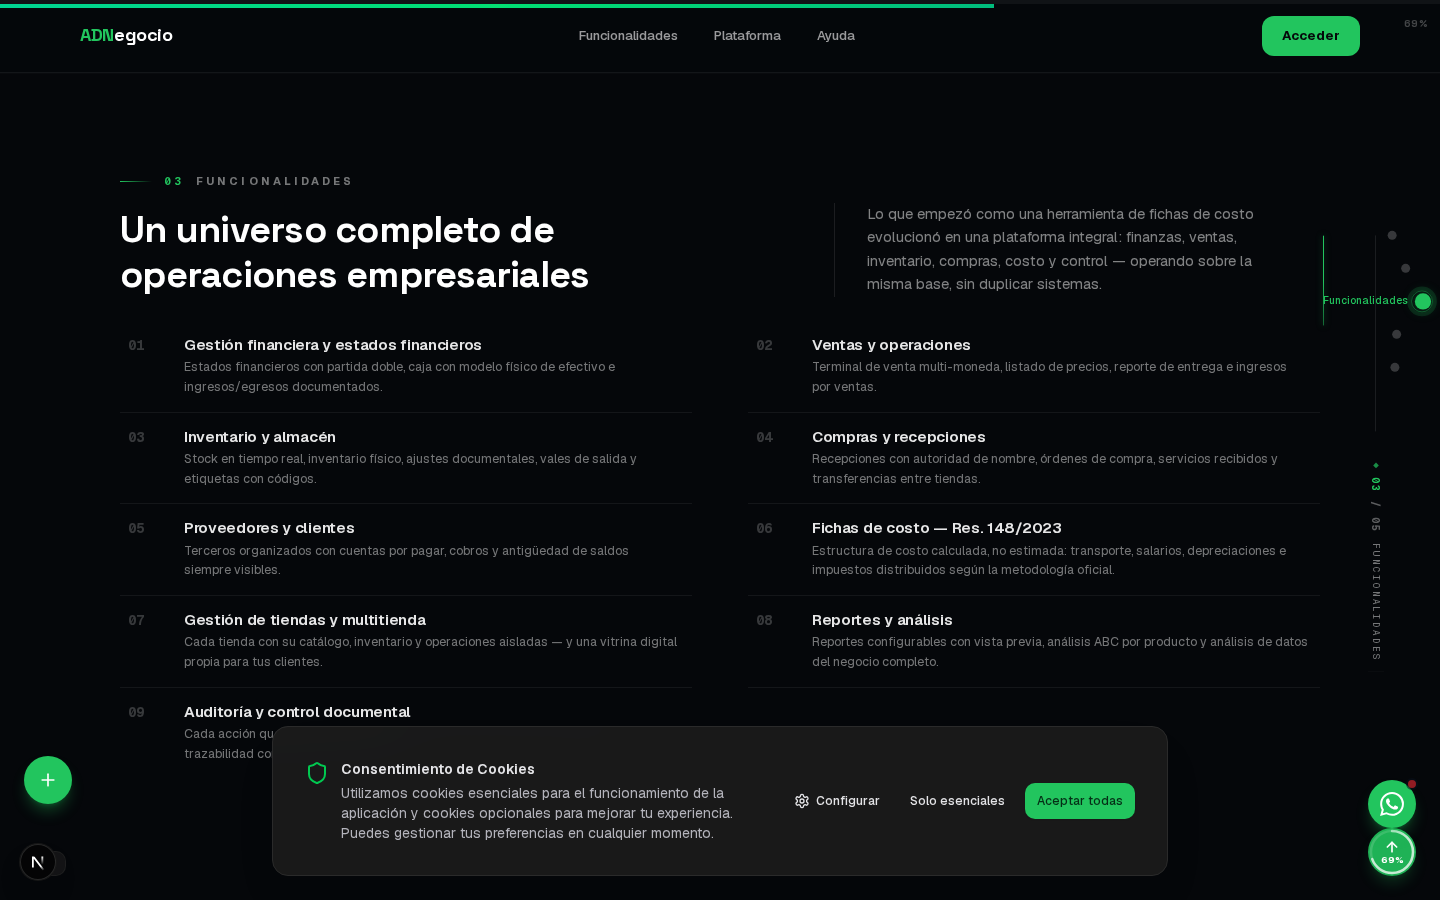 ADNegocio
Funcionalidades
Plataforma
Ayuda
Acceder
69%
03 FUNCIONALIDADES
Un universo completo de
operaciones empresariales
Lo que empezó como una herramienta de fichas de costo
evolucionó en una plataforma integral: finanzas, ventas,
inventario, compras, costo y control — operando sobre la
misma base, sin duplicar sistemas.
Funcionalidades
01
Gestión financiera y estados financieros
Estados financieros con partida doble, caja con modelo físico de efectivo e
ingresos/egresos documentados.
02
Ventas y operaciones
Terminal de venta multi-moneda, listado de precios, reporte de entrega e ingresos
por ventas.
03
Inventario y almacén
Stock en tiempo real, inventario físico, ajustes documentales, vales de salida y
etiquetas con códigos.
04
Compras y recepciones
Recepciones con autoridad de nombre, órdenes de compra, servicios recibidos y
transferencias entre tiendas.
05
Proveedores y clientes
Terceros organizados con cuentas por pagar, cobros y antigüedad de saldos
siempre visibles.
06
Fichas de costo — Res. 148/2023
Estructura de costo calculada, no estimada: transporte, salarios, depreciaciones e
impuestos distribuidos según la metodología oficial.
07
Gestión de tiendas y multitienda
Cada tienda con su catálogo, inventario y operaciones aisladas — y una vitrina digital
propia para tus clientes.
08
Reportes y análisis
Reportes configurables con vista previa, análisis ABC por producto y análisis de datos
del negocio completo.
09
Auditoría y control documental
Cada acción
trazabilidad
03 / 05 FUNCIONALIDADES
Consentimiento de Cookies
Utilizamos cookies esenciales para el funcionamiento de la
aplicación y cookies opcionales para mejorar tu experiencia.
Puedes gestionar tus preferencias en cualquier momento.
Configurar
Solo esenciales
Aceptar todas
N
69%